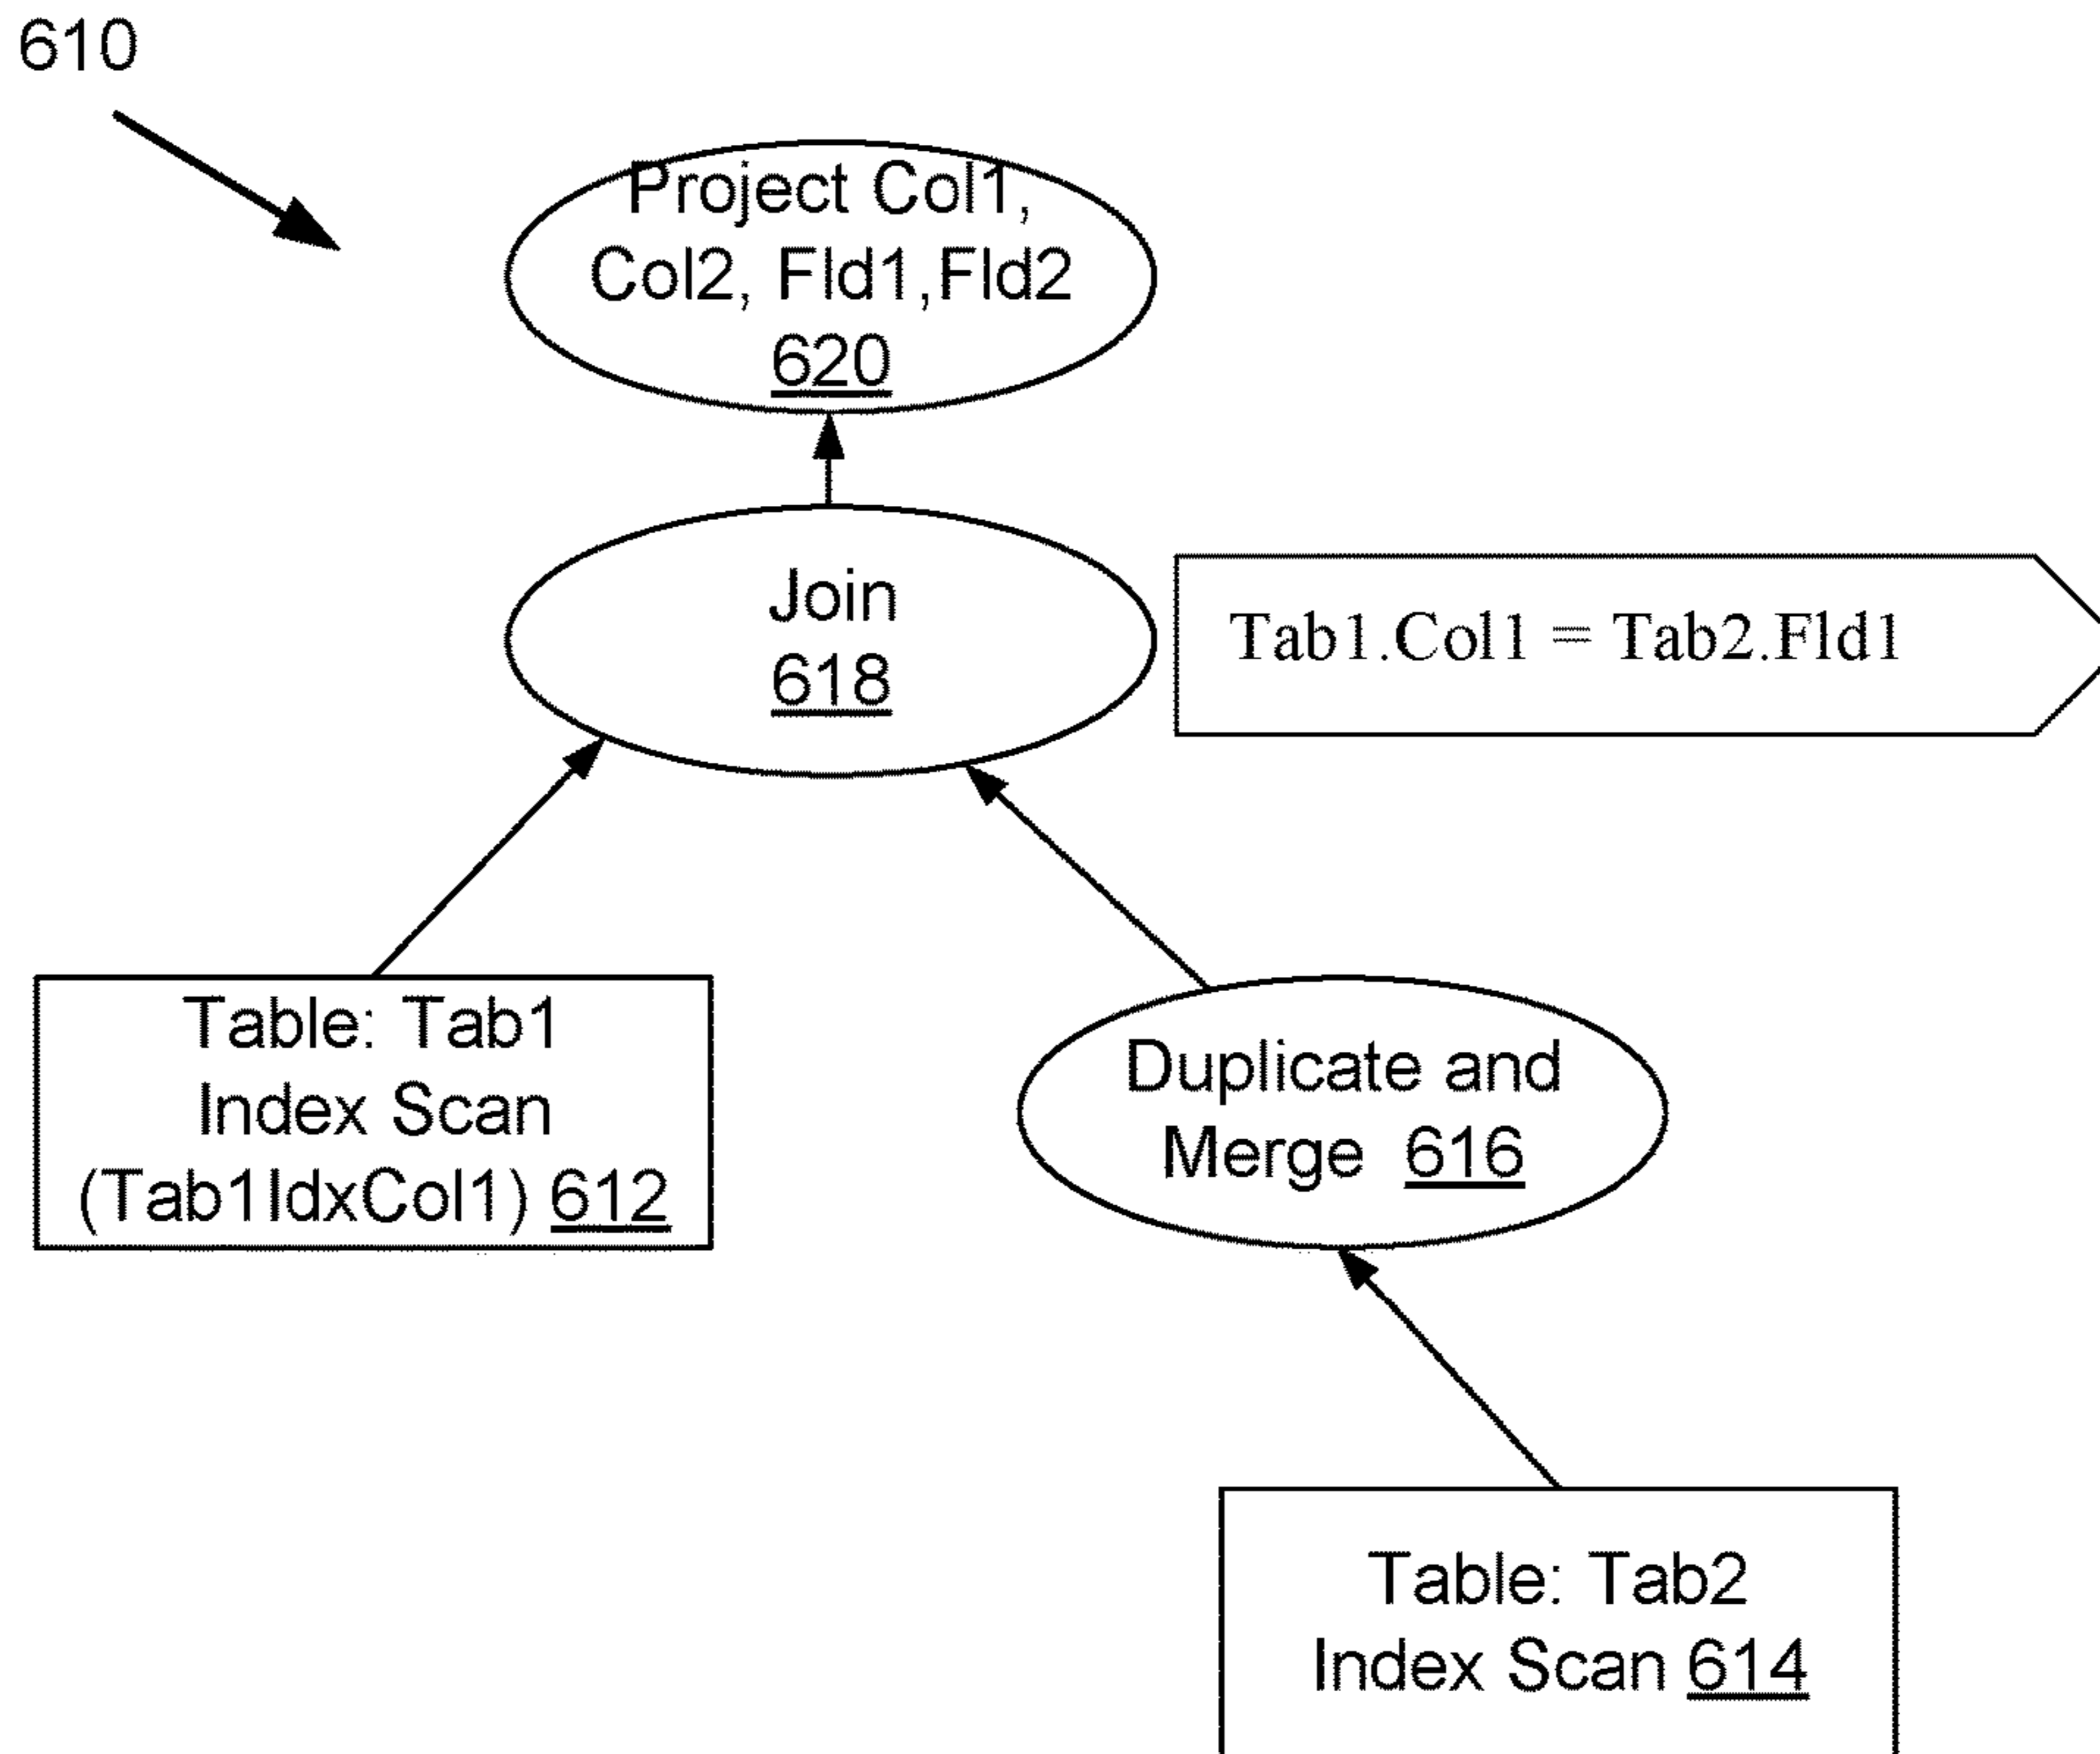 610
Project Col1,
Col2, Fld1,Fld2
620
Join
618
Tab1.Col1 = Tab2.Fld1
Table: Tab1
Index Scan
(Tab1IdxCol1) 612
Duplicate and
Merge 616
Table: Tab2
Index Scan 614